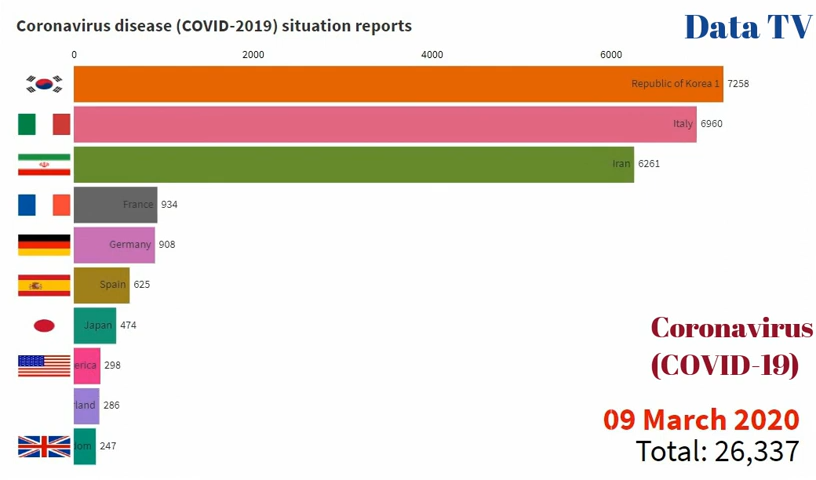 Coronavirus disease (COVID-2019) situation reports
Data TV
0 2000 4000 6000
Republic of Korea 1 7258
Italy 6960
Iran 6261
France 934
Germany 908
Spain 625
Japan 474
erica 298
land 286
dom 247
Coronavirus
(COVID-19)
09 March 2020
Total: 26,337